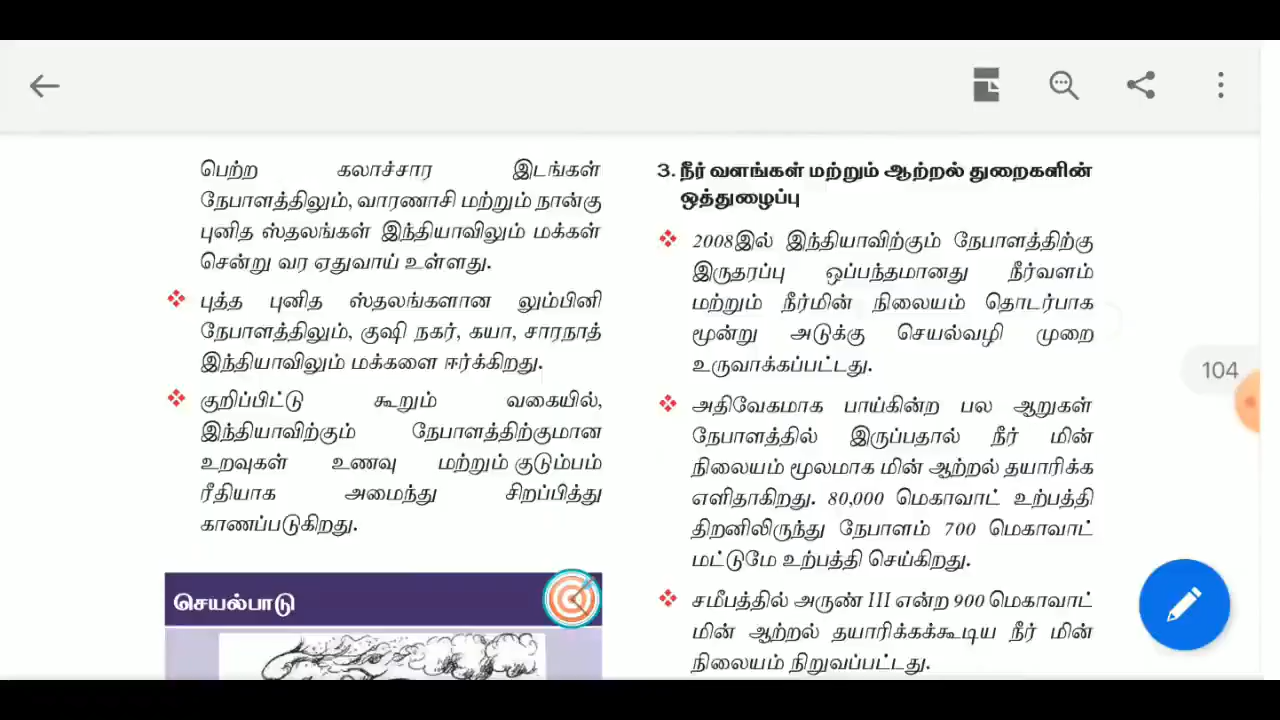 பெற்ற கலாச்சார இடங்கள்
நேபாளத்திலும், வாரணாசி மற்றும் நான்கு
புனித ஸ்தலங்கள் இந்தியாவிலும் மக்கள்
சென்று வர ஏதுவாய் உள்ளது.
புத்த புனித ஸ்தலங்களான லும்பினி
நேபாளத்திலும், குஷி நகர், கயா, சாரநாத்
இந்தியாவிலும் மக்களை ஈர்க்கிறது.
குறிப்பிட்டு கூறும் வகையில்,
இந்தியாவிற்கும் நேபாளத்திற்குமான
உறவுகள் உணவு மற்றும் குடும்பம்
ரீதியாக அமைந்து சிறப்பித்து
காணப்படுகிறது.
செயல்பாடு
3. நீர் வளங்கள் மற்றும் ஆற்றல் துறைகளின்
ஒத்துழைப்பு
2008இல் இந்தியாவிற்கும் நேபாளத்திற்கு
இருதரப்பு ஒப்பந்தமானது நீர்வளம்
மற்றும் நீர்மின் நிலையம் தொடர்பாக
மூன்று அடுக்கு செயல்வழி முறை
உருவாக்கப்பட்டது.
அதிவேகமாக பாய்கின்ற பல ஆறுகள்
நேபாளத்தில் இருப்பதால் நீர் மின்
நிலையம் மூலமாக மின் ஆற்றல் தயாரிக்க
எளிதாகிறது. 80,000 மெகாவாட் உற்பத்தி
திறனிலிருந்து நேபாளம் 700 மெகாவாட்
மட்டுமே உற்பத்தி செய்கிறது.
சமீபத்தில் அருண் III என்ற 900 மெகாவாட்
மின் ஆற்றல் தயாரிக்கக்கூடிய நீர் மின்
நிலையம் நிறுவப்பட்டது.
104